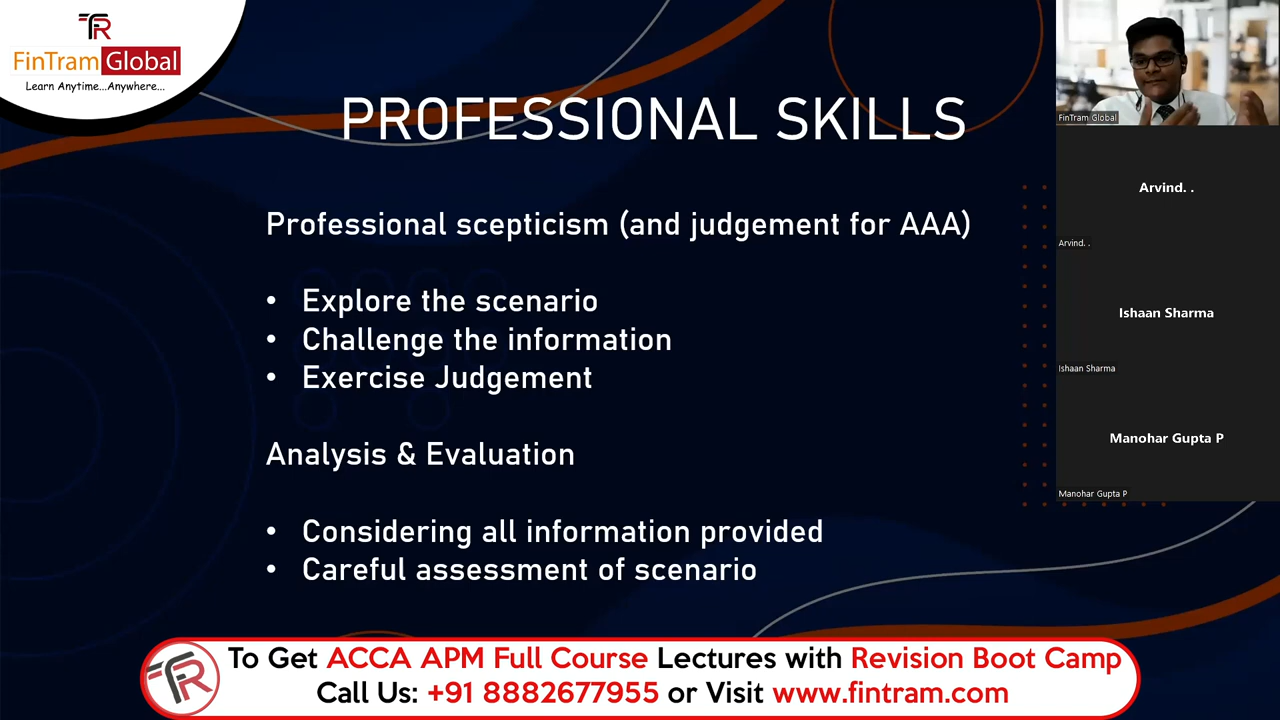 FR
FinTram Global
Learn Anytime...Anywhere...
PROFESSIONAL SKILLS
Professional scepticism (and judgement for AAA)
• Explore the scenario
• Challenge the information
• Exercise Judgement
Analysis & Evaluation
• Considering all information provided
• Careful assessment of scenario
FinTram Global
Arvind. .
Arvind. .
Ishaan Sharma
Ishaan Sharma
Manohar Gupta P
Manohar Gupta P
FR
To Get ACCA APM Full Course Lectures with Revision Boot Camp
Call Us: +91 8882677955 or Visit www.fintram.com